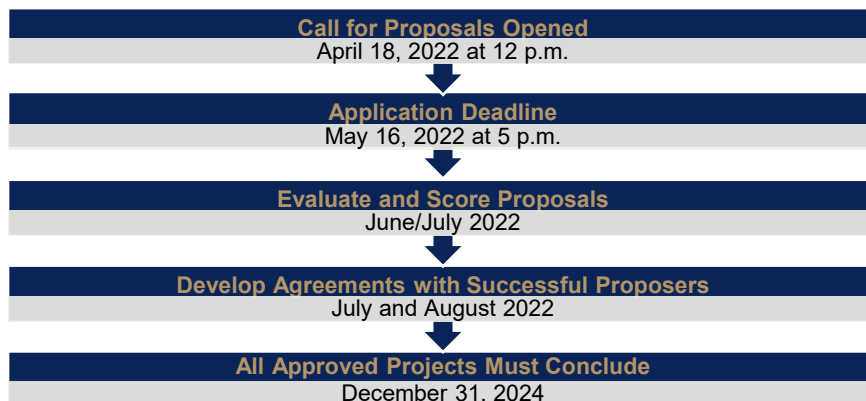 Call for Proposals Opened
April 18, 2022 at 12 p.m.
Application Deadline
May 16, 2022 at 5 p.m.
Evaluate and Score Proposals
June/July 2022
Develop Agreements with Successful Proposers
July and August 2022
All Approved Projects Must Conclude
December 31, 2024